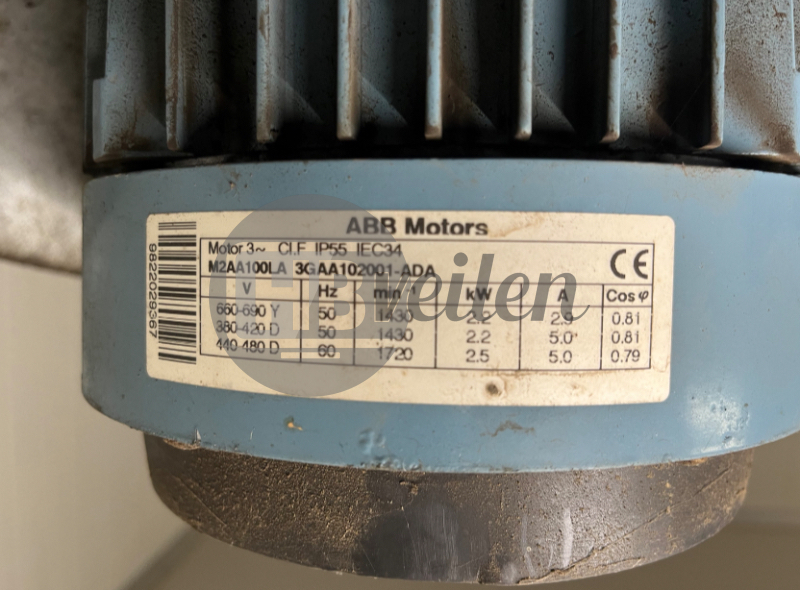 ABB Motors
Motor 3~ Cl.F IP55 IEC34
M2AA100LA 3GAA102001-ADA
CE
V Hz min⁻¹ kW A Cos φ
660-690 Y 50 1430 2.2 2.9 0.81
380-420 D 50 1430 2.2 5.0 0.81
440-480 D 60 1720 2.5 5.0 0.79
9822029367
HB
veilen